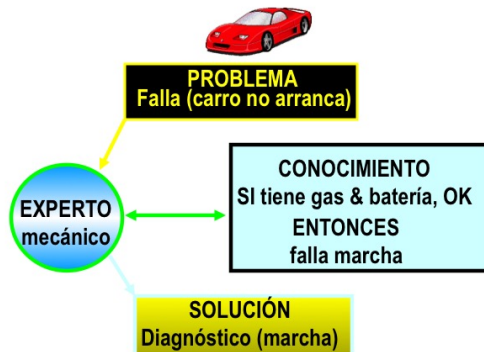 PROBLEMA
Falla (carro no arranca)
CONOCIMIENTO
SI tiene gas & batería, OK
ENTONCES
falla marcha
EXPERTO
mecánico
SOLUCIÓN
Diagnóstico (marcha)